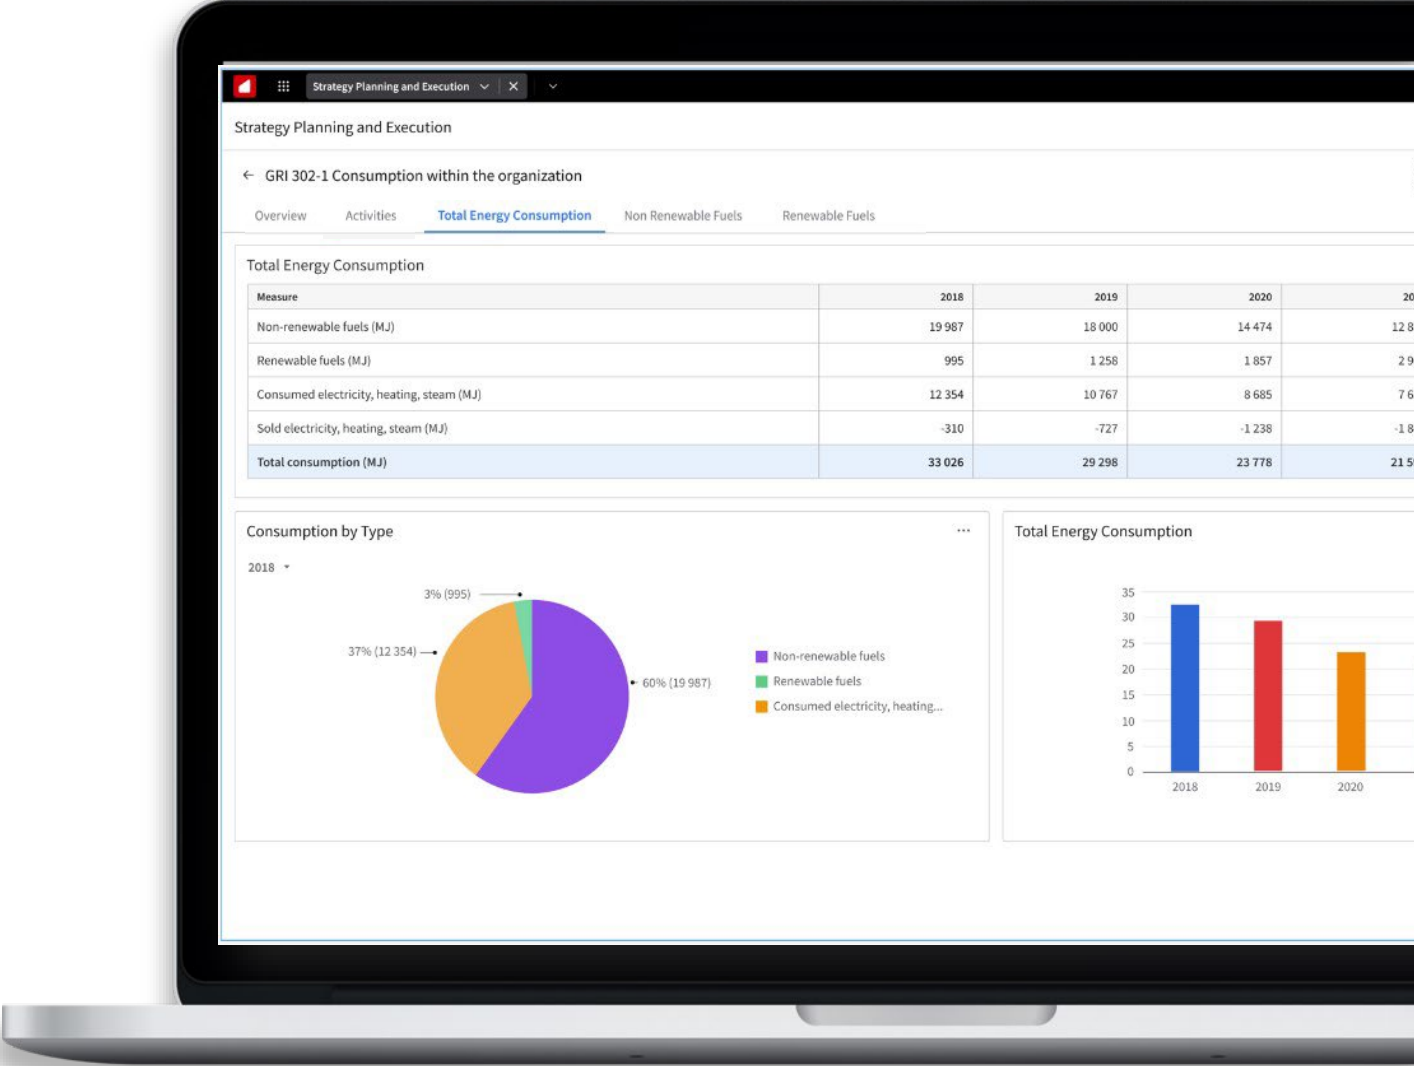 Strategy Planning and Execution
Strategy Planning and Execution
GRI 302-1 Consumption within the organization
Overview Activities Total Energy Consumption Non Renewable Fuels Renewable Fuels
Total Energy Consumption
Measure 2018 2019 2020
Non-renewable fuels (MJ) 19 987 18 000 14 474
Renewable fuels (MJ) 995 1 258 1 857
Consumed electricity, heating, steam (MJ) 12 354 10 767 8 685
Sold electricity, heating, steam (MJ) -310 -727 -1 238
Total consumption (MJ) 33 026 29 298 23 778
Consumption by Type
2018
3% (995)
37% (12 354)
60% (19 987)
Non-renewable fuels
Renewable fuels
Consumed electricity, heating...
Total Energy Consumption
35
30
25
20
15
10
5
0
2018 2019 2020